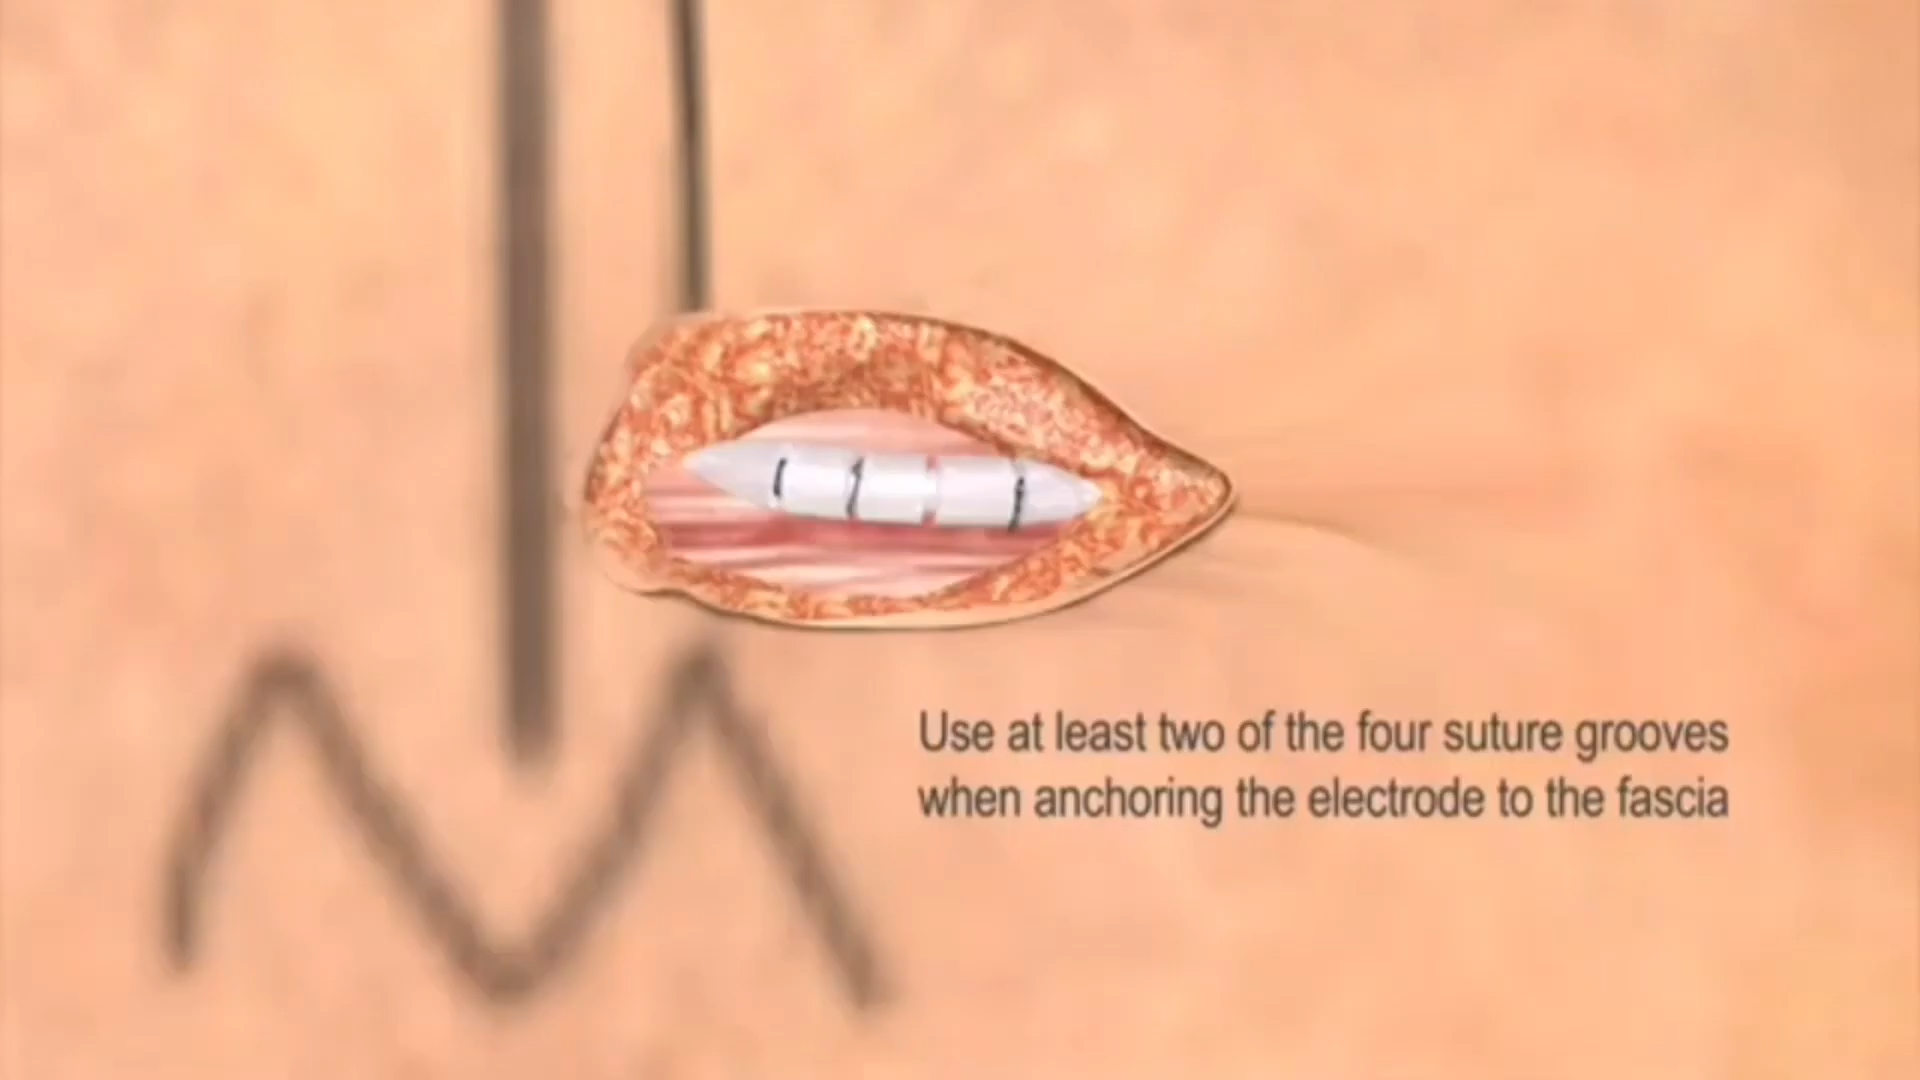 Use at least two of the four suture grooves
when anchoring the electrode to the fascia